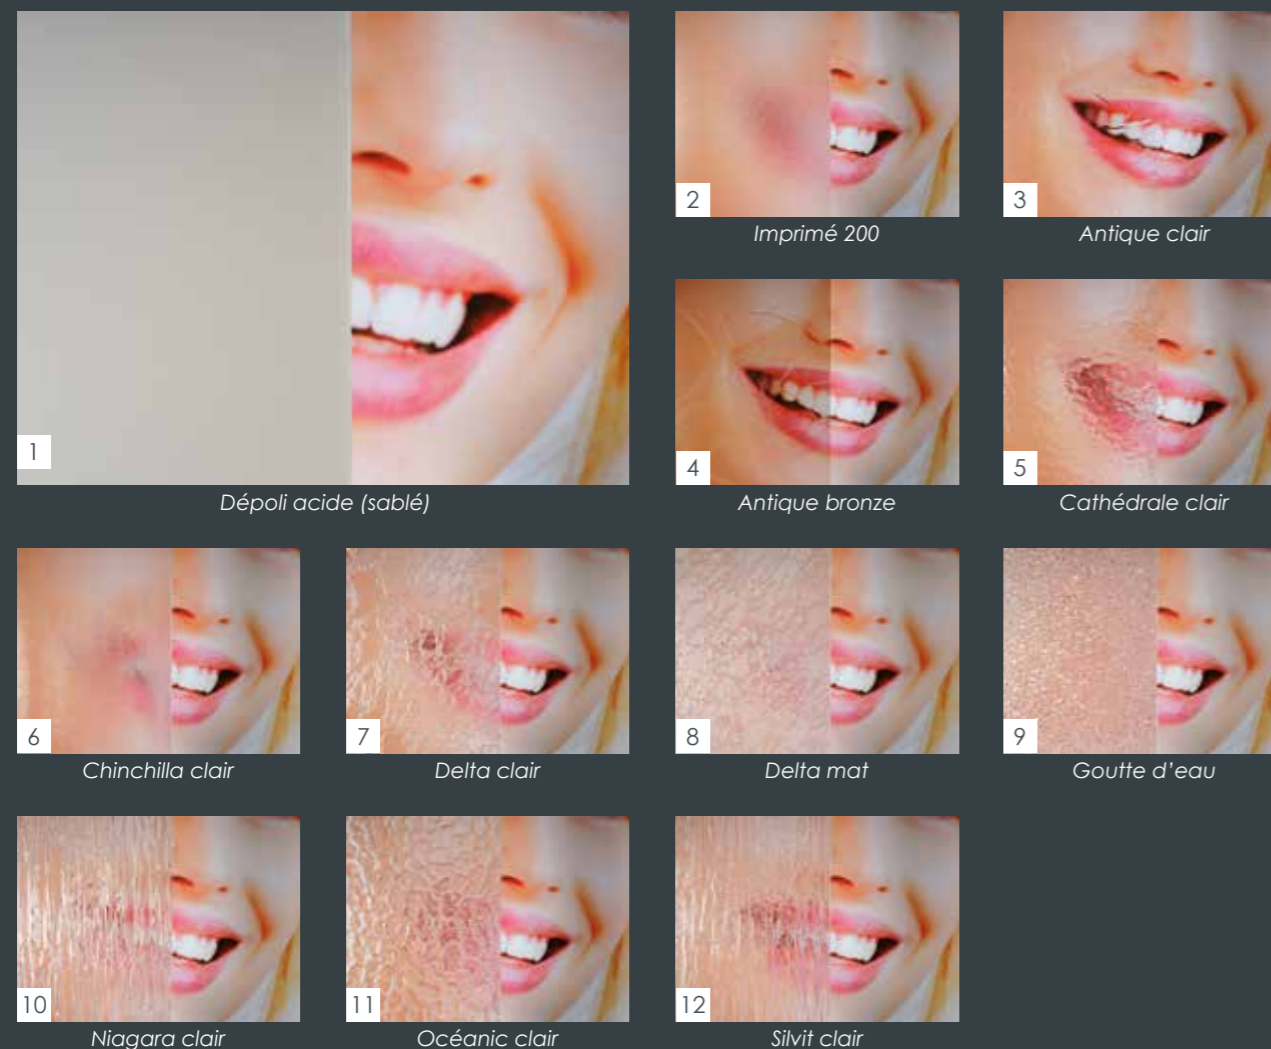 1
Dépoli acide (sablé)
2
Imprimé 200
3
Antique clair
4
Antique bronze
5
Cathédrale clair
6
Chinchilla clair
7
Delta clair
8
Delta mat
9
Goutte d'eau
10
Niagara clair
11
Océanic clair
12
Silvit clair